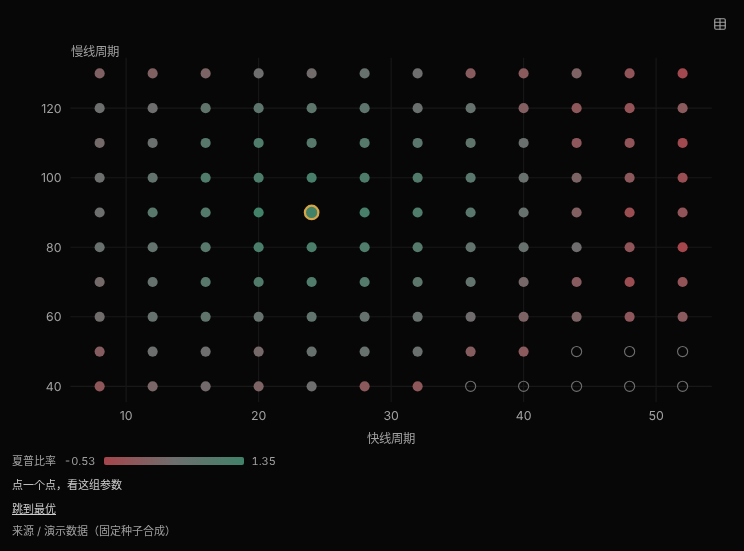 慢线周期
120
100
80
60
40
10 20 30 40 50
快线周期
夏普比率 -0.53 1.35
点一个点，看这组参数
跳到最优
来源 / 演示数据（固定种子合成）